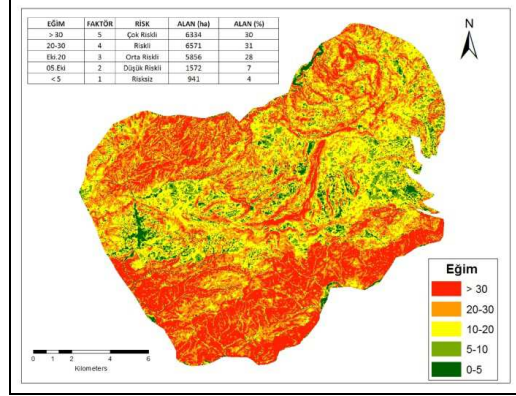 EĞİM FAKTÖR RİSK ALAN (ha) ALAN (%)
> 30 5 Çok Riskli 6334 30
20-30 4 Riskli 6571 31
Eki.20 3 Orta Riskli 5856 28
05.Eki 2 Düşük Riskli 1572 7
< 5 1 Risksiz 941 4
N
Eğim
> 30
20-30
10-20
5-10
0-5
0 1 2 4 6
Kilometers